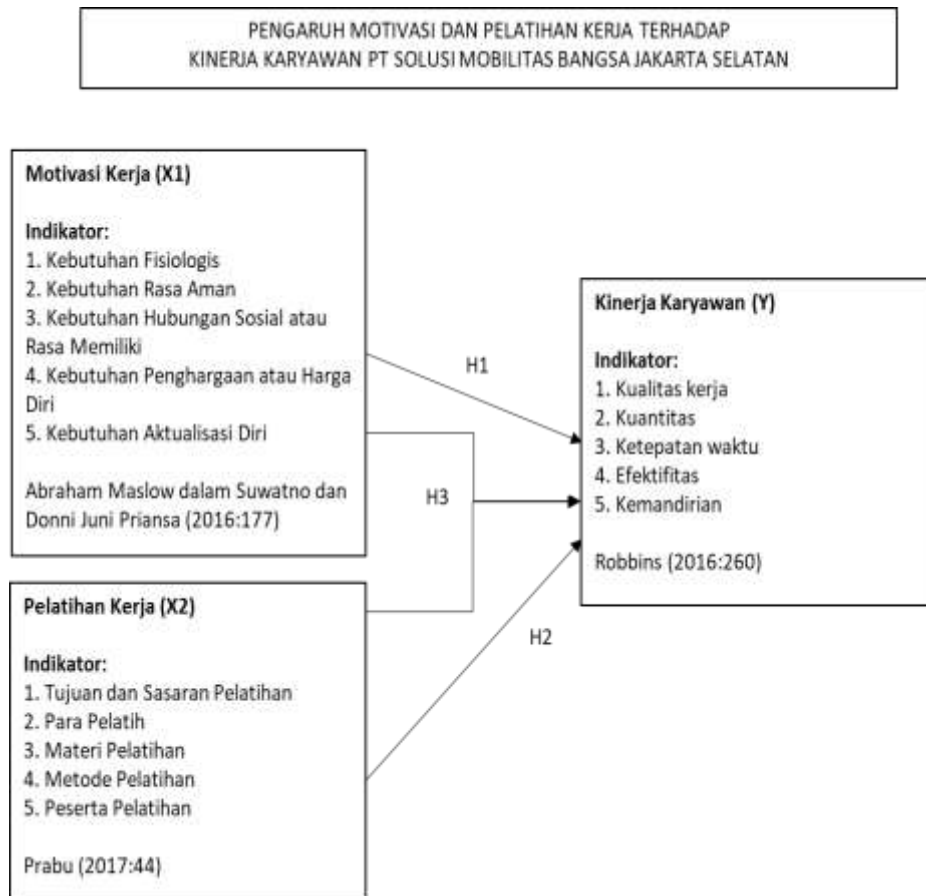 PENGARUH MOTIVASI DAN PELATIHAN KERJA TERHADAP
KINERJA KARYAWAN PT SOLUSI MOBILITAS BANGSA JAKARTA SELATAN
Motivasi Kerja (X1)
Indikator:
1. Kebutuhan Fisiologis
2. Kebutuhan Rasa Aman
3. Kebutuhan Hubungan Sosial atau
Rasa Memiliki
4. Kebutuhan Penghargaan atau Harga
Diri
5. Kebutuhan Aktualisasi Diri
Abraham Maslow dalam Suwatno dan
Donni Juni Priansa (2016:177)
Pelatihan Kerja (X2)
Indikator:
1. Tujuan dan Sasaran Pelatihan
2. Para Pelatih
3. Materi Pelatihan
4. Metode Pelatihan
5. Peserta Pelatihan
Prabu (2017:44)
H1
H3
H2
Kinerja Karyawan (Y)
Indikator:
1. Kualitas kerja
2. Kuantitas
3. Ketepatan waktu
4. Efektifitas
5. Kemandirian
Robbins (2016:260)